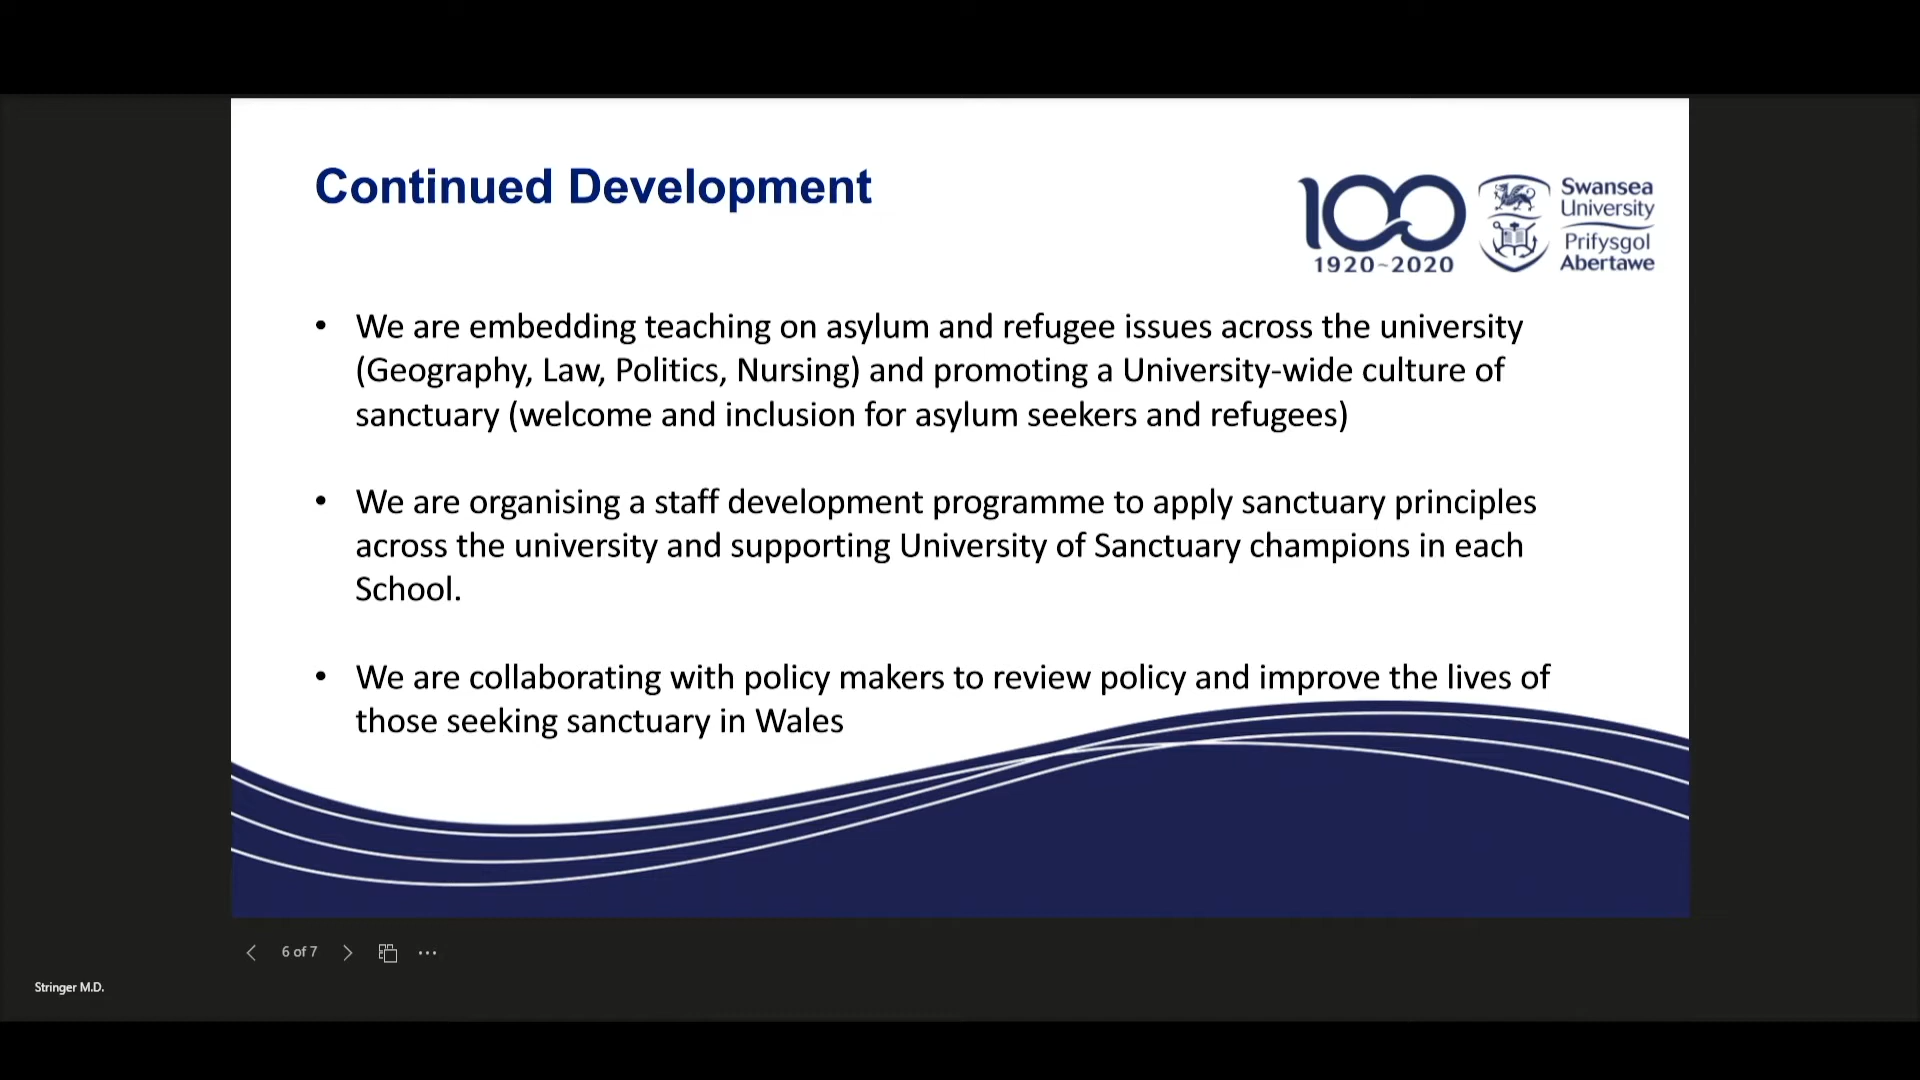 Continued Development
100
1920~2020
Swansea
University
Prifysgol
Abertawe
• We are embedding teaching on asylum and refugee issues across the university
(Geography, Law, Politics, Nursing) and promoting a University-wide culture of
sanctuary (welcome and inclusion for asylum seekers and refugees)
• We are organising a staff development programme to apply sanctuary principles
across the university and supporting University of Sanctuary champions in each
School.
• We are collaborating with policy makers to review policy and improve the lives of
those seeking sanctuary in Wales
6 of 7
Stringer M.D.